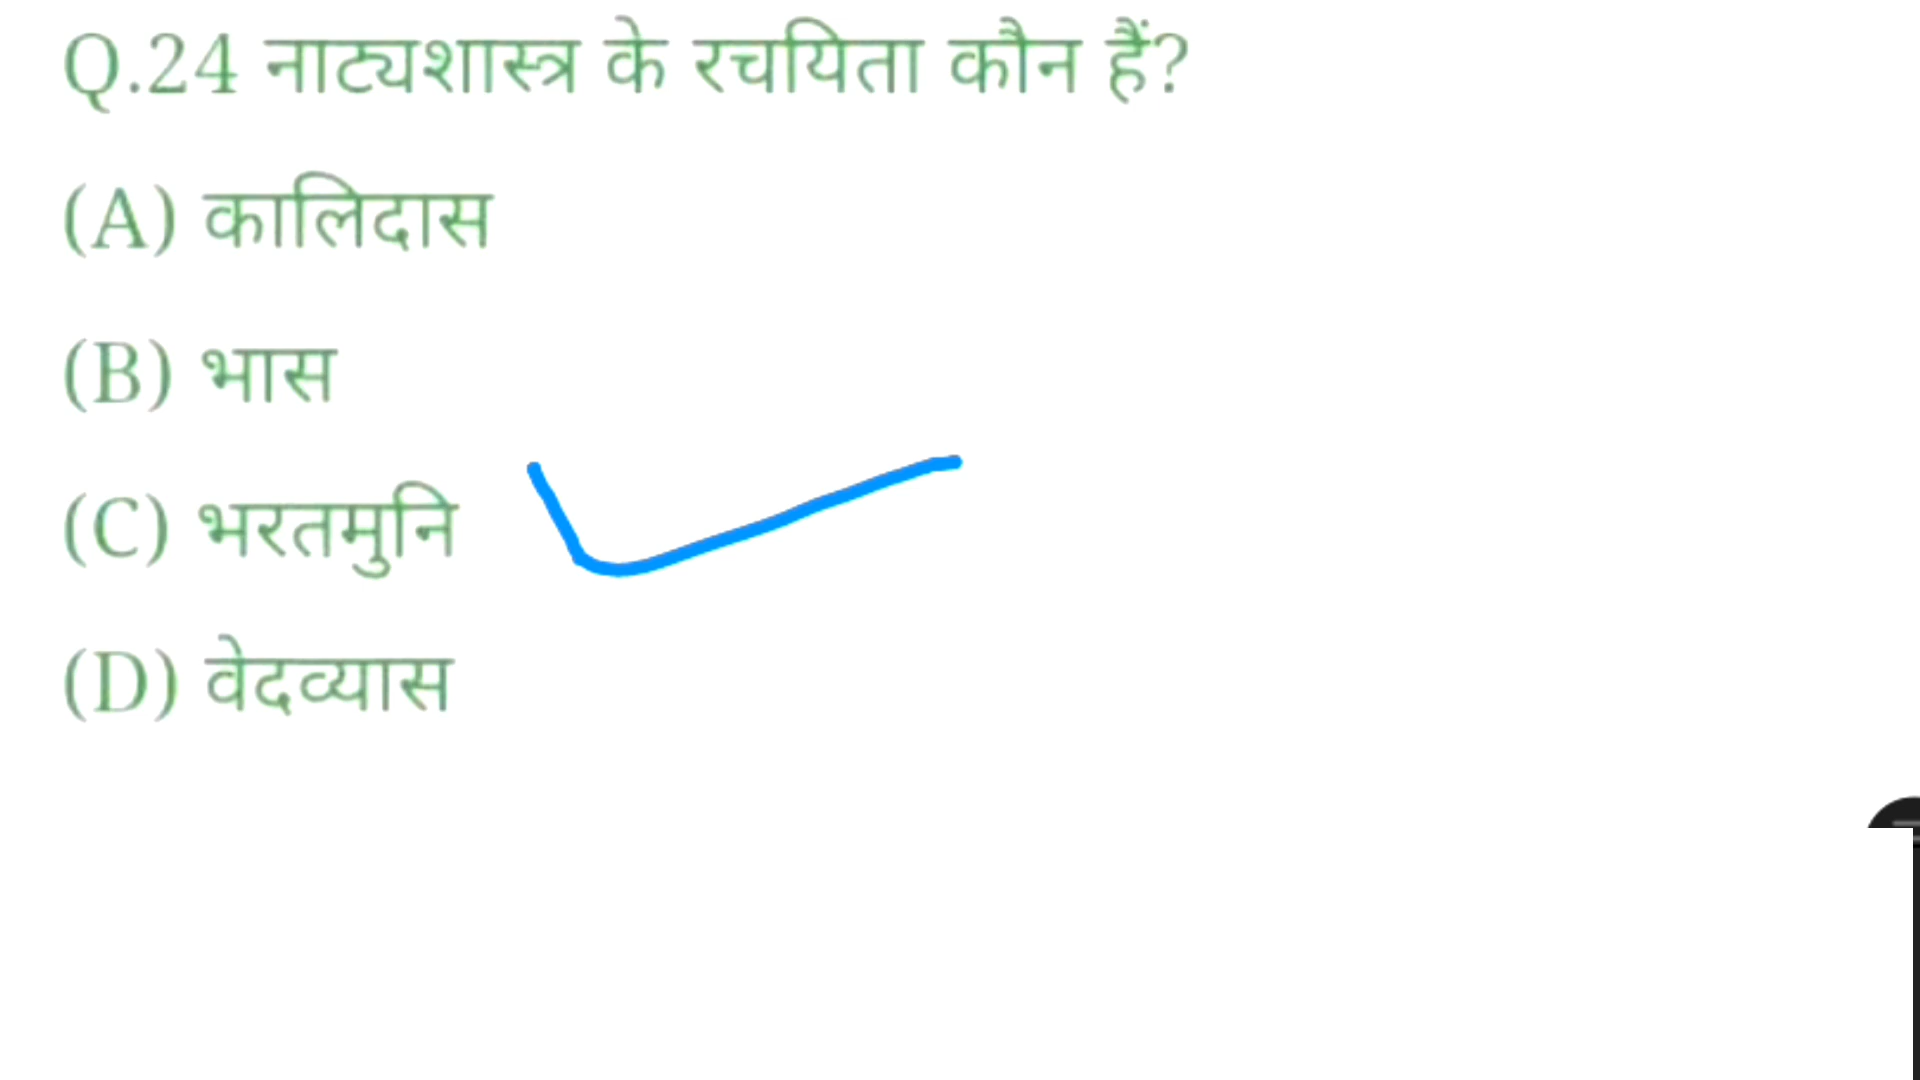 Q.24 नाट्यशास्त्र के रचयिता कौन हैं?
(A) कालिदास
(B) भास
(C) भरतमुनि
(D) वेदव्यास